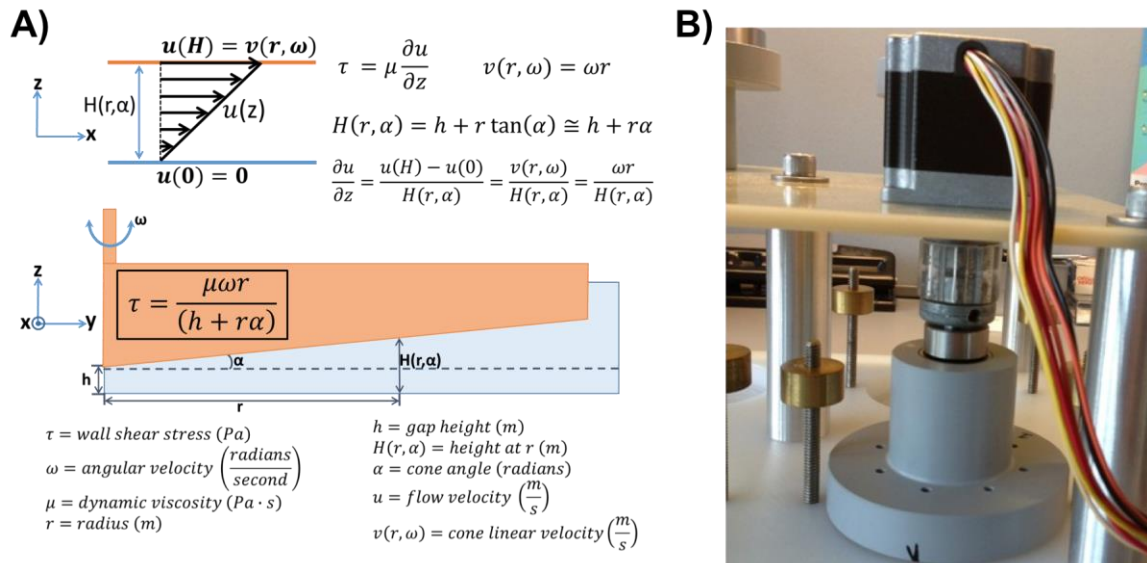 A)
u(H) = v(r, ω)
z
H(r,α)
u(z)
x
u(0) = 0
τ = μ ∂u/∂z
v(r, ω) = ωr
H(r, α) = h + r tan(α) ≅ h + rα
∂u/∂z = (u(H) − u(0))/H(r, α) = v(r, ω)/H(r, α) = ωr/H(r, α)
ω
z
x
y
τ = μωr/(h + rα)
α
H(r,α)
h
r
τ = wall shear stress (Pa)
ω = angular velocity (radians/second)
μ = dynamic viscosity (Pa · s)
r = radius (m)
h = gap height (m)
H(r, α) = height at r (m)
α = cone angle (radians)
u = flow velocity (m/s)
v(r, ω) = cone linear velocity (m/s)
B)